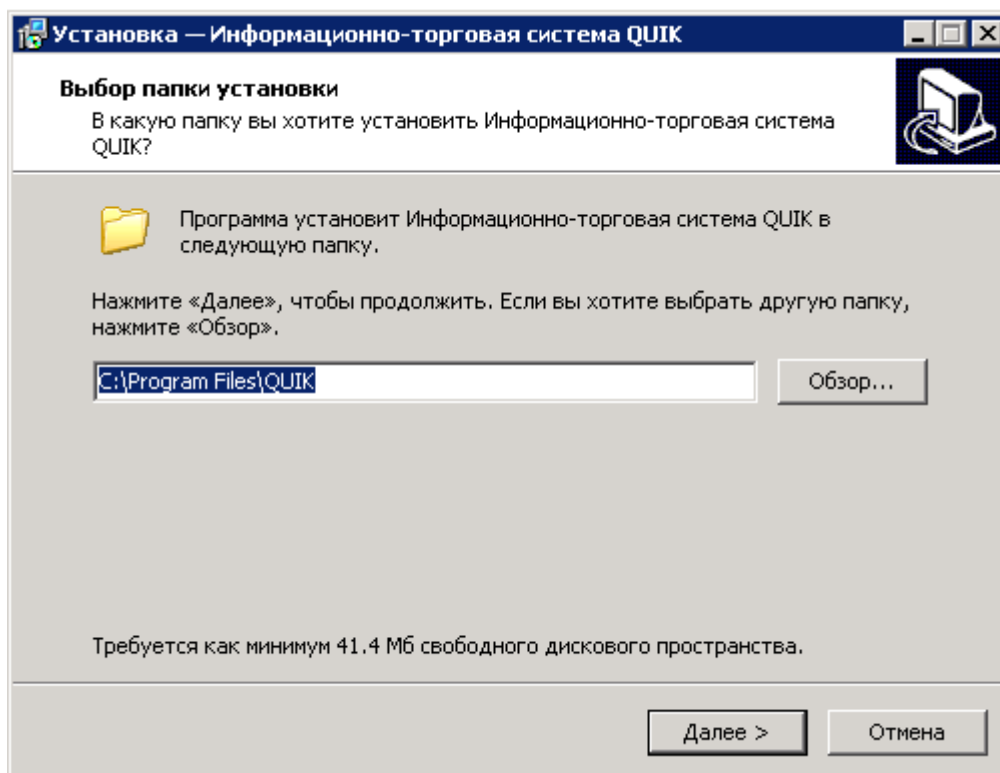 Установка — Информационно-торговая система QUIK
Выбор папки установки
В какую папку вы хотите установить Информационно-торговая система
QUIK?
Программа установит Информационно-торговая система QUIK в
следующую папку.
Нажмите «Далее», чтобы продолжить. Если вы хотите выбрать другую папку,
нажмите «Обзор».
C:\Program Files\QUIK
Обзор...
Требуется как минимум 41.4 Мб свободного дискового пространства.
Далее >
Отмена